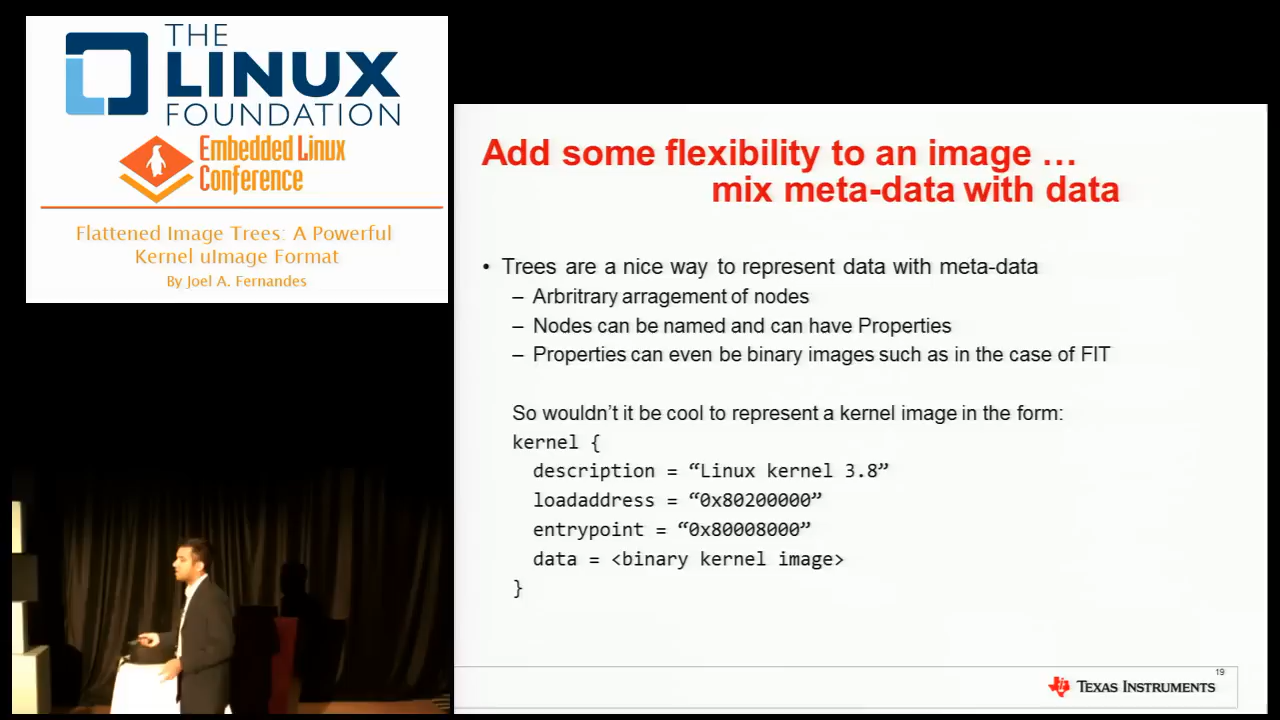 THE
LINUX
FOUNDATION
Embedded Linux
Conference
Flattened Image Trees: A Powerful
Kernel uImage Format
By Joel A. Fernandes
Add some flexibility to an image …
mix meta-data with data
• Trees are a nice way to represent data with meta-data
– Arbritrary arragement of nodes
– Nodes can be named and can have Properties
– Properties can even be binary images such as in the case of FIT
So wouldn’t it be cool to represent a kernel image in the form:
kernel {
description = “Linux kernel 3.8”
loadaddress = “0x80200000”
entrypoint = “0x80008000”
data = <binary kernel image>
}
19
TEXAS INSTRUMENTS